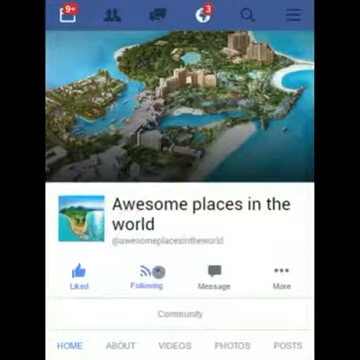 9+
3
Awesome places in the
world
@awesomeplacesintheworld
Liked Following Message More
Community
HOME ABOUT VIDEOS PHOTOS POSTS